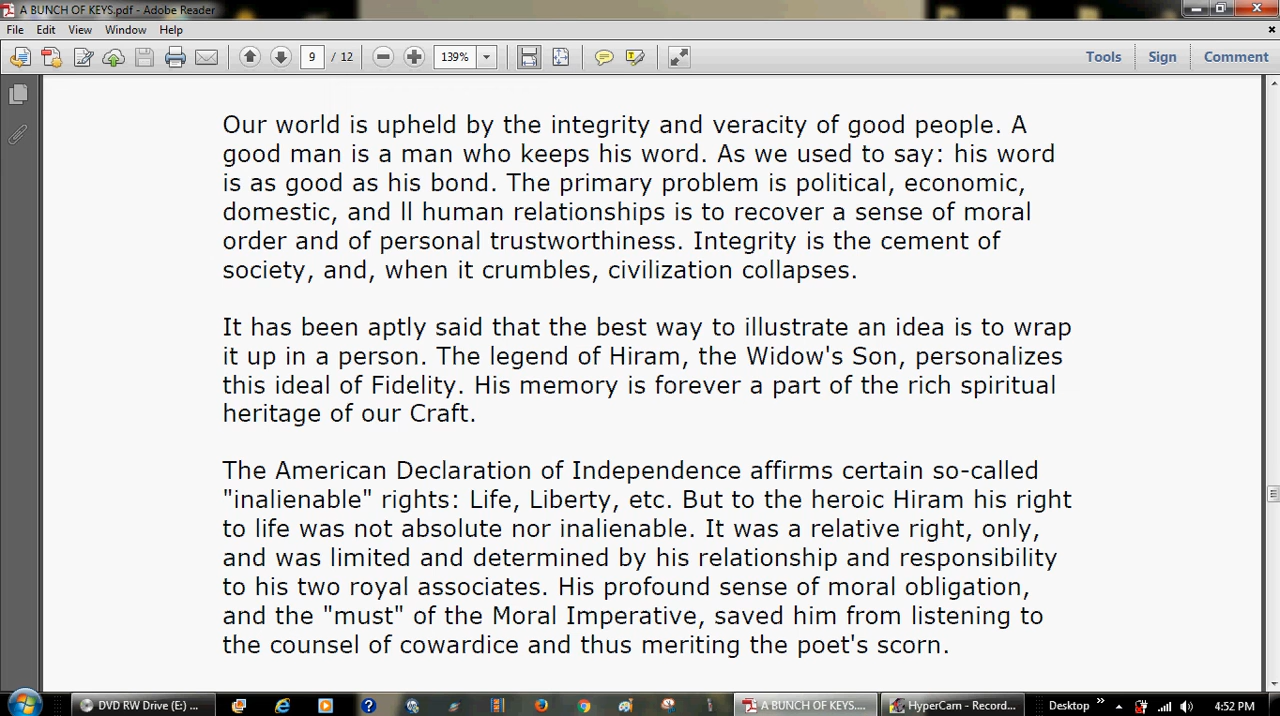 A BUNCH OF KEYS.pdf - Adobe Reader
File Edit View Window Help
9 / 12 139% Tools Sign Comment
Our world is upheld by the integrity and veracity of good people. A
good man is a man who keeps his word. As we used to say: his word
is as good as his bond. The primary problem is political, economic,
domestic, and ll human relationships is to recover a sense of moral
order and of personal trustworthiness. Integrity is the cement of
society, and, when it crumbles, civilization collapses.
It has been aptly said that the best way to illustrate an idea is to wrap
it up in a person. The legend of Hiram, the Widow's Son, personalizes
this ideal of Fidelity. His memory is forever a part of the rich spiritual
heritage of our Craft.
The American Declaration of Independence affirms certain so-called
"inalienable" rights: Life, Liberty, etc. But to the heroic Hiram his right
to life was not absolute nor inalienable. It was a relative right, only,
and was limited and determined by his relationship and responsibility
to his two royal associates. His profound sense of moral obligation,
and the "must" of the Moral Imperative, saved him from listening to
the counsel of cowardice and thus meriting the poet's scorn.
DVD RW Drive (E:) ... A BUNCH OF KEYS.... HyperCam - Record... Desktop » 4:52 PM